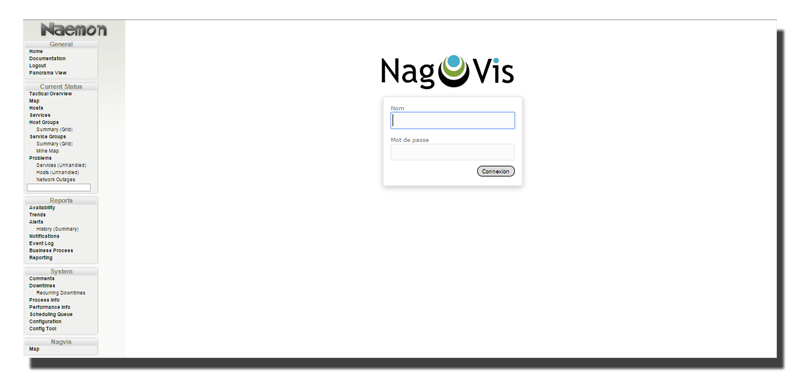 Naemon
General
Home
Documentation
Logout
Panorama View
Current Status
Tactical Overview
Map
Hosts
Services
Host Groups
Summary (Grid)
Service Groups
Summary (Grid)
Mine Map
Problems
Services (Unhandled)
Hosts (Unhandled)
Network Outages
Reports
Availability
Trends
Alerts
History (Summary)
Notifications
Event Log
Business Process
Reporting
System
Comments
Downtimes
Recurring Downtimes
Process Info
Performance Info
Scheduling Queue
Configuration
Config Tool
Nagvis
Map
NagVis
Nom
Mot de passe
Connexion